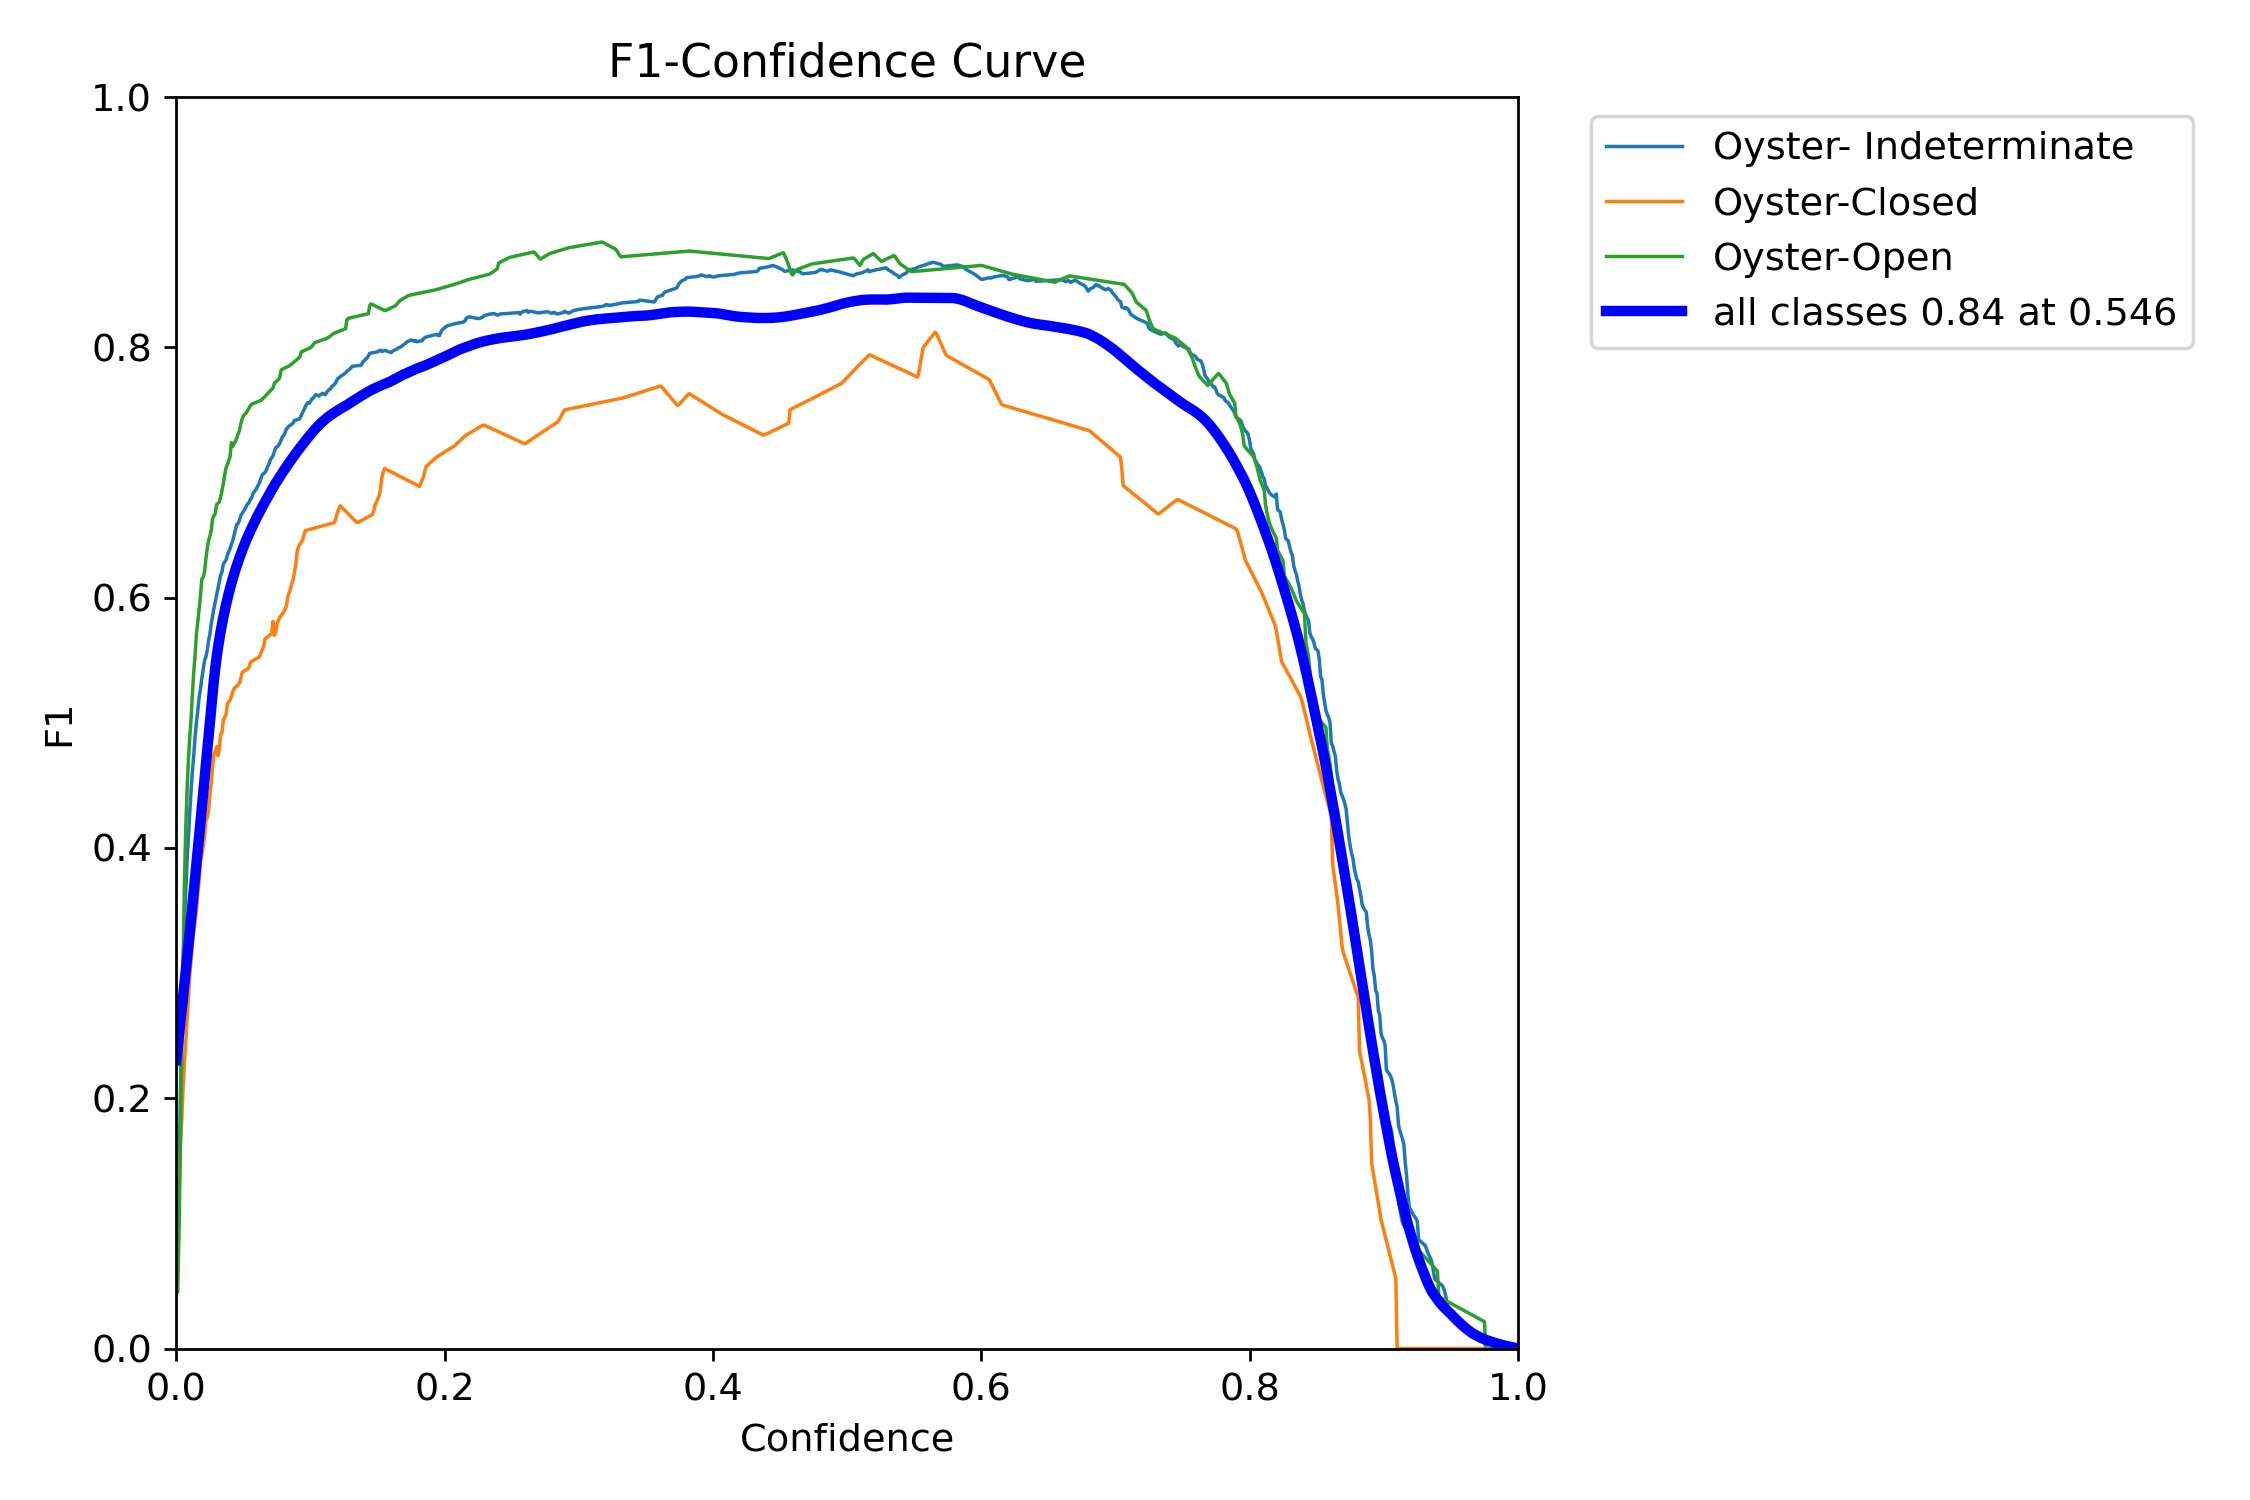 F1-Confidence Curve
1.0
0.8
0.6
0.4
0.2
0.0
F1
0.0 0.2 0.4 0.6 0.8 1.0
Confidence
Oyster- Indeterminate
Oyster-Closed
Oyster-Open
all classes 0.84 at 0.546